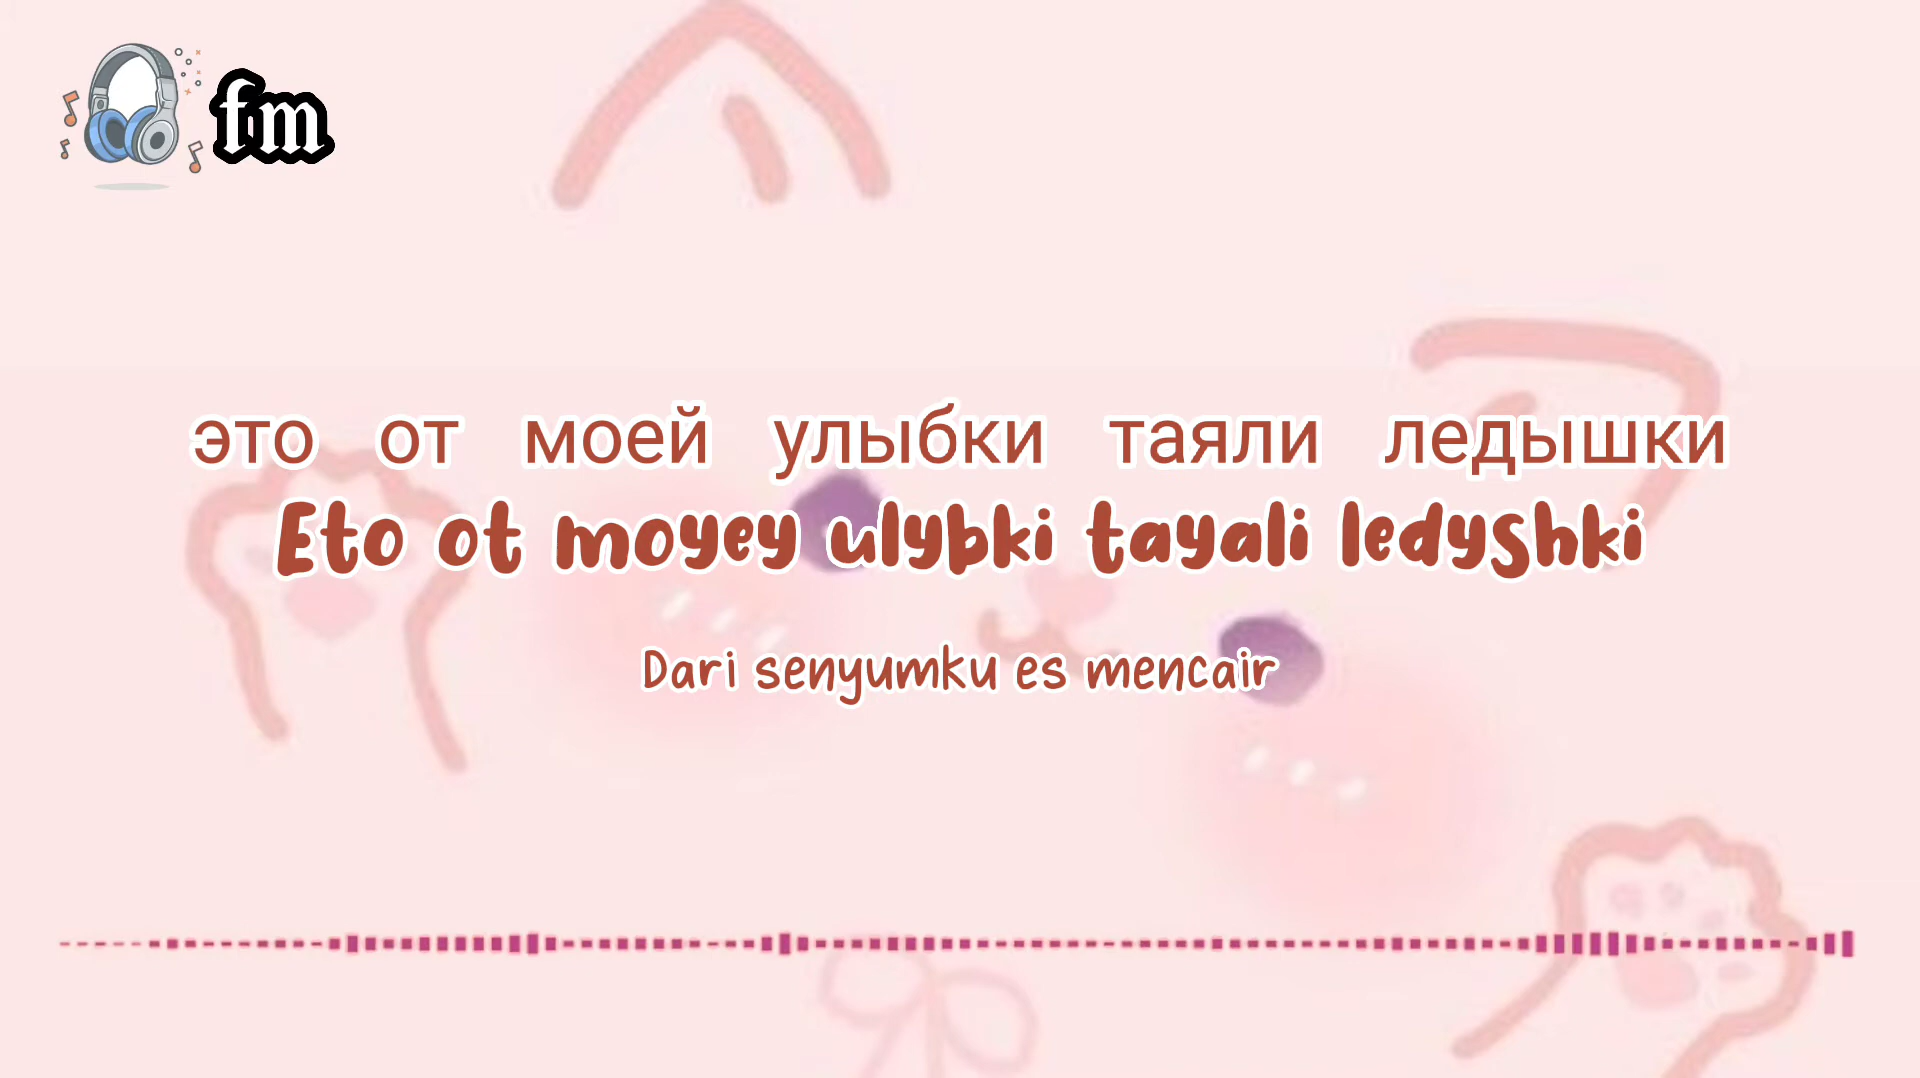 fm
это от моей улыбки таяли ледышки
Eto ot moyey ulybki tayali ledyshki
Dari senyumku es mencair